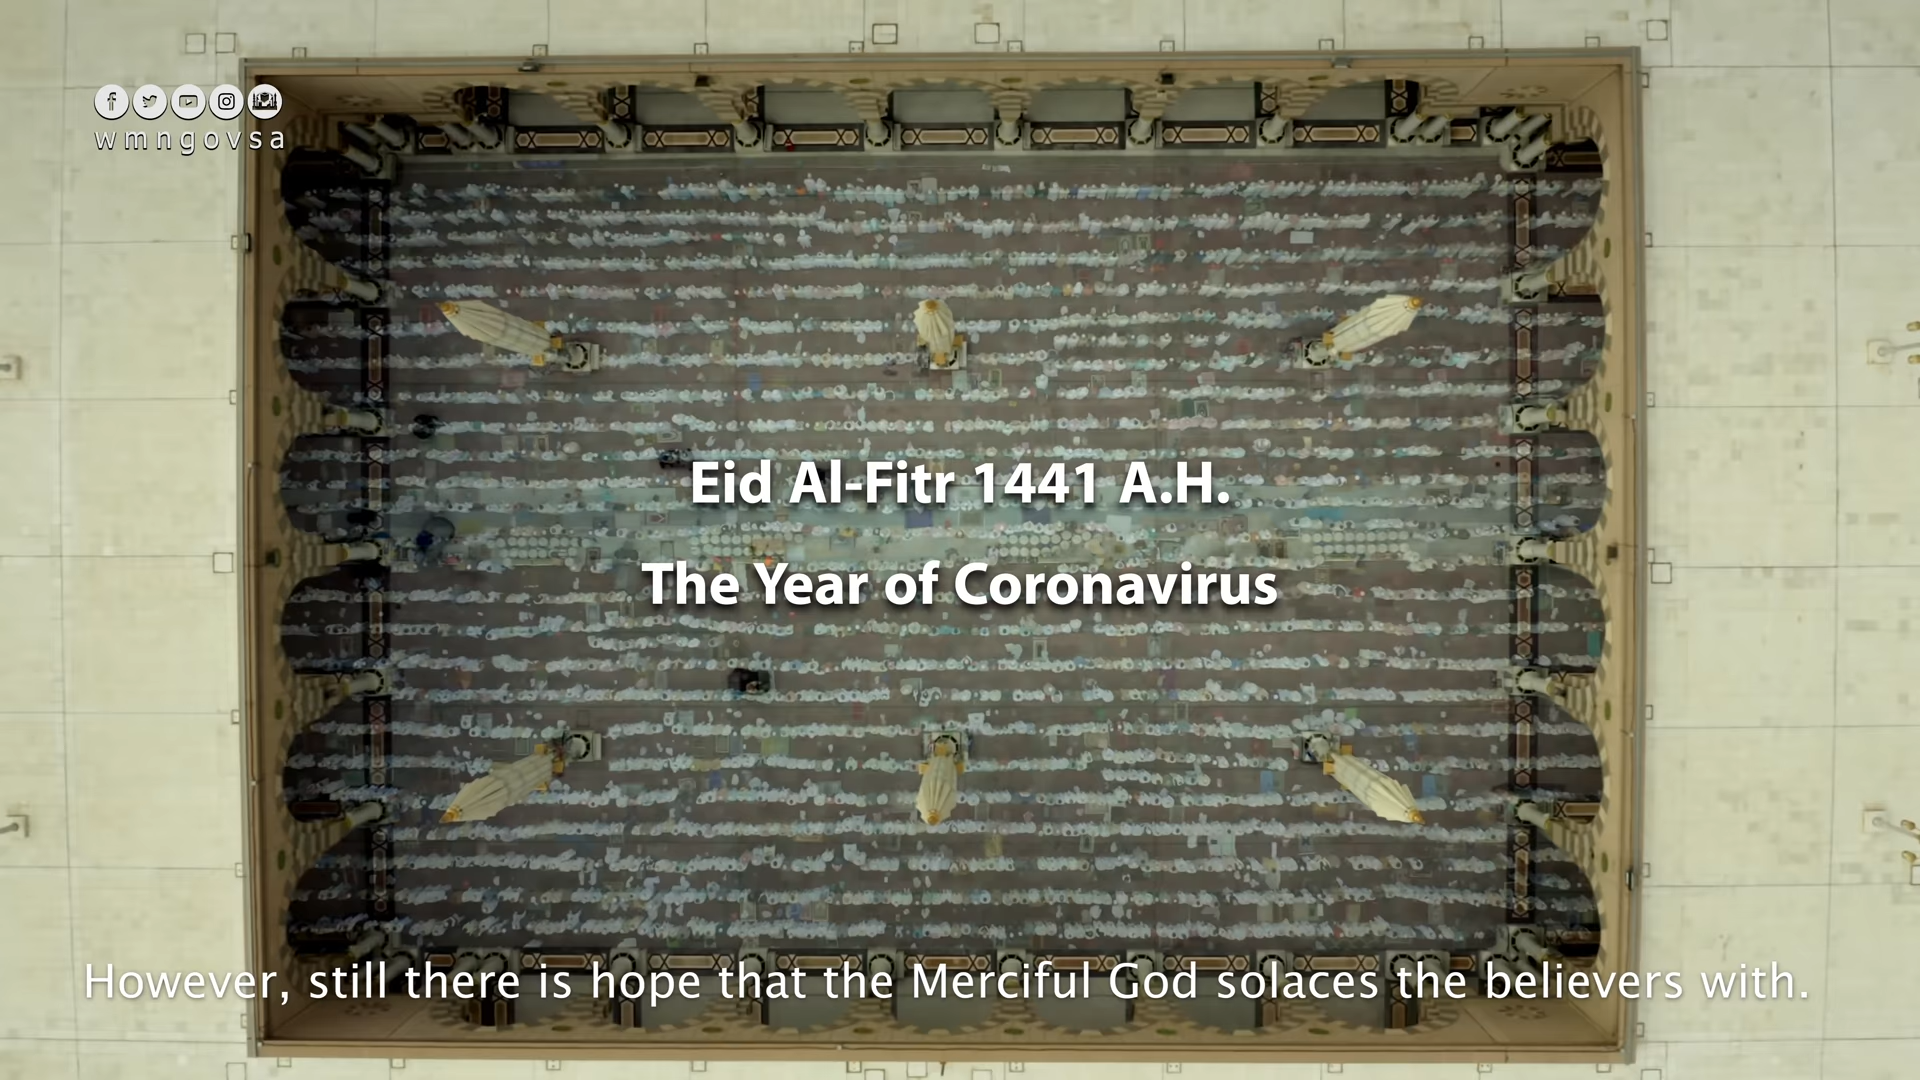 wmngovsa
Eid Al-Fitr 1441 A.H.
The Year of Coronavirus
However, still there is hope that the Merciful God solaces the believers with.